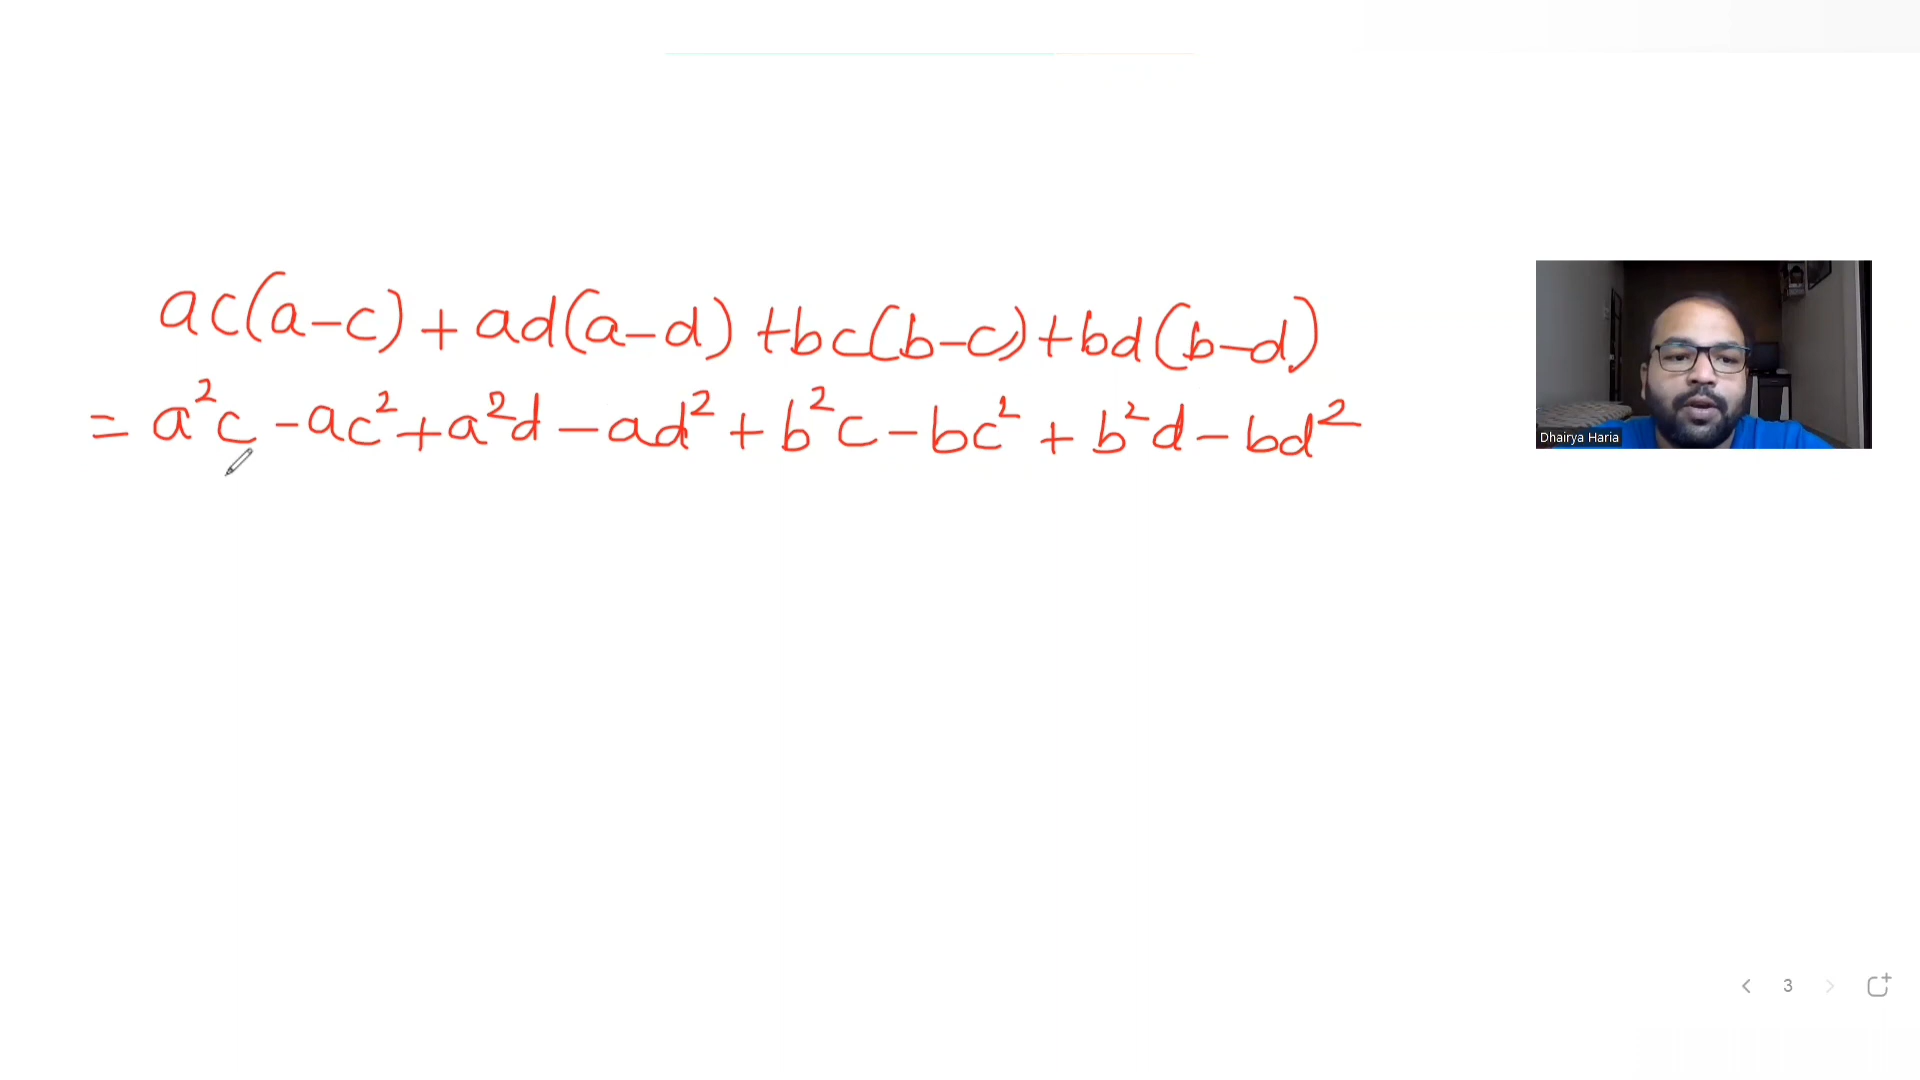 ac(a-c) + ad(a-d) +bc(b-c)+bd(b-d)
= a²c -ac²+a²d - ad² + b²c - bc² + b²d - bd²
Dhairya Haria
3